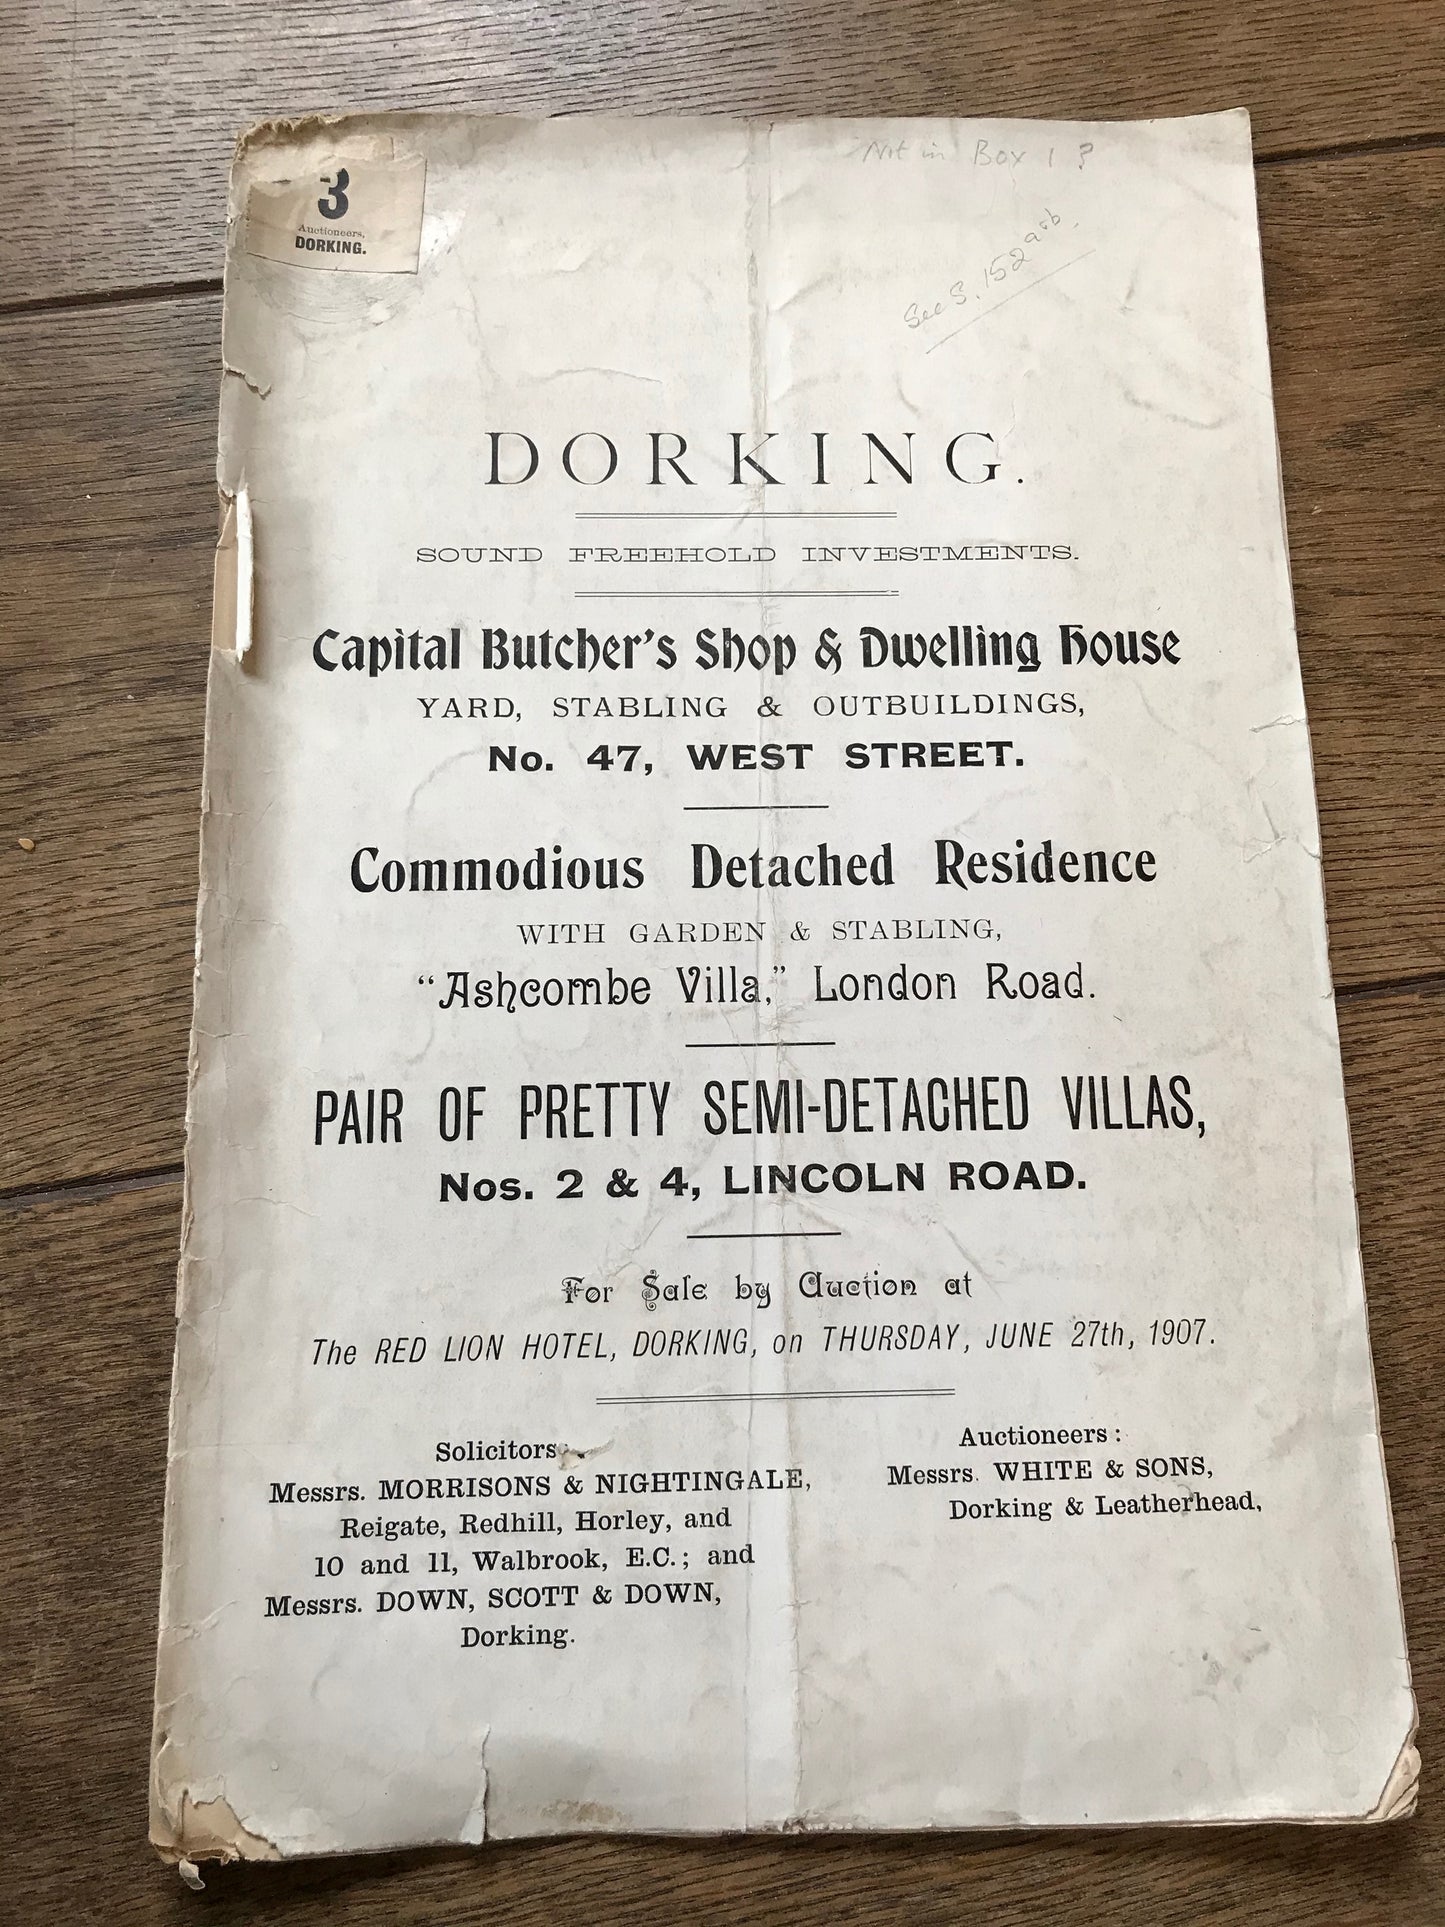 Not in Box 1 ?
3
Auctioneers,
DORKING.
See S. 152
DORKING.
SOUND FREEHOLD INVESTMENTS.
Capital Butcher's Shop & Dwelling House
YARD, STABLING & OUTBUILDINGS,
No. 47, WEST STREET.
Commodious Detached Residence
WITH GARDEN & STABLING,
"Ashcombe Villa," London Road.
PAIR OF PRETTY SEMI-DETACHED VILLAS,
Nos. 2 & 4, LINCOLN ROAD.
For Sale by Auction at
The RED LION HOTEL, DORKING, on THURSDAY, JUNE 27th, 1907.
Solicitors:
Messrs. MORRISONS & NIGHTINGALE,
Reigate, Redhill, Horley, and
10 and 11, Walbrook, E.C.; and
Messrs. DOWN, SCOTT & DOWN,
Dorking.
Auctioneers:
Messrs. WHITE & SONS,
Dorking & Leatherhead,